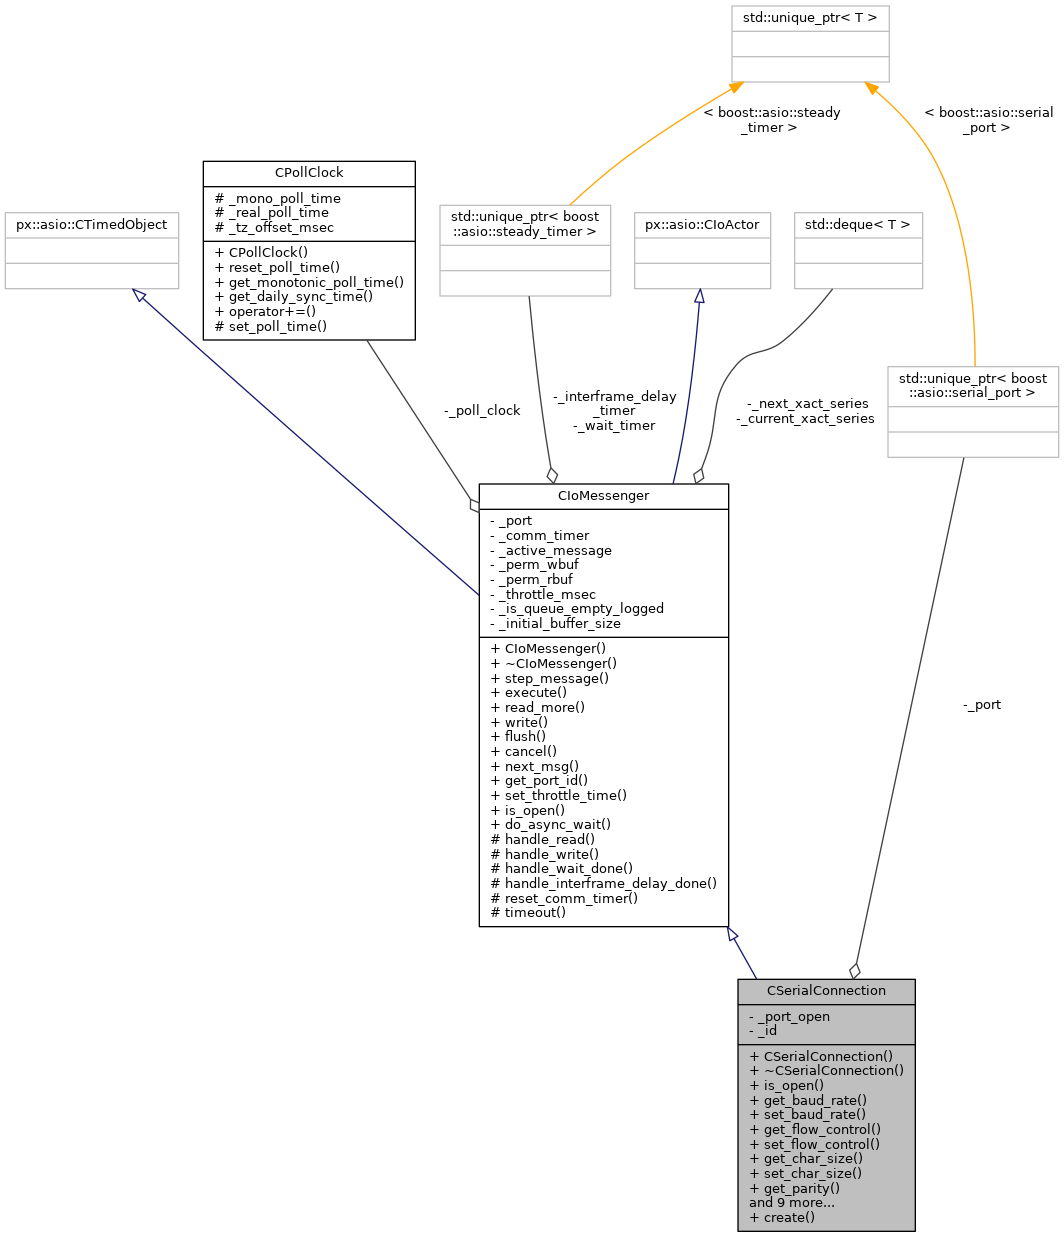 std::unique_ptr< T >
< boost::asio::steady
_timer >
< boost::asio::serial
_port >
CPollClock
# _mono_poll_time
# _real_poll_time
# _tz_offset_msec
+ CPollClock()
+ reset_poll_time()
+ get_monotonic_poll_time()
+ get_daily_sync_time()
+ operator+=()
# set_poll_time()
px::asio::CTimedObject
std::unique_ptr< boost
::asio::steady_timer >
px::asio::CIoActor
std::deque< T >
std::unique_ptr< boost
::asio::serial_port >
-_poll_clock
-_interframe_delay
_timer
-_wait_timer
-_next_xact_series
-_current_xact_series
CIoMessenger
- _port
- _comm_timer
- _active_message
- _perm_wbuf
- _perm_rbuf
- _throttle_msec
- _is_queue_empty_logged
- _initial_buffer_size
+ CIoMessenger()
+ ~CIoMessenger()
+ step_message()
+ execute()
+ read_more()
+ write()
+ flush()
+ cancel()
+ next_msg()
+ get_port_id()
+ set_throttle_time()
+ is_open()
+ do_async_wait()
# handle_read()
# handle_write()
# handle_wait_done()
# handle_interframe_delay_done()
# reset_comm_timer()
# timeout()
-_port
CSerialConnection
- _port_open
- _id
+ CSerialConnection()
+ ~CSerialConnection()
+ is_open()
+ get_baud_rate()
+ set_baud_rate()
+ get_flow_control()
+ set_flow_control()
+ get_char_size()
+ set_char_size()
+ get_parity()
and 9 more...
+ create()